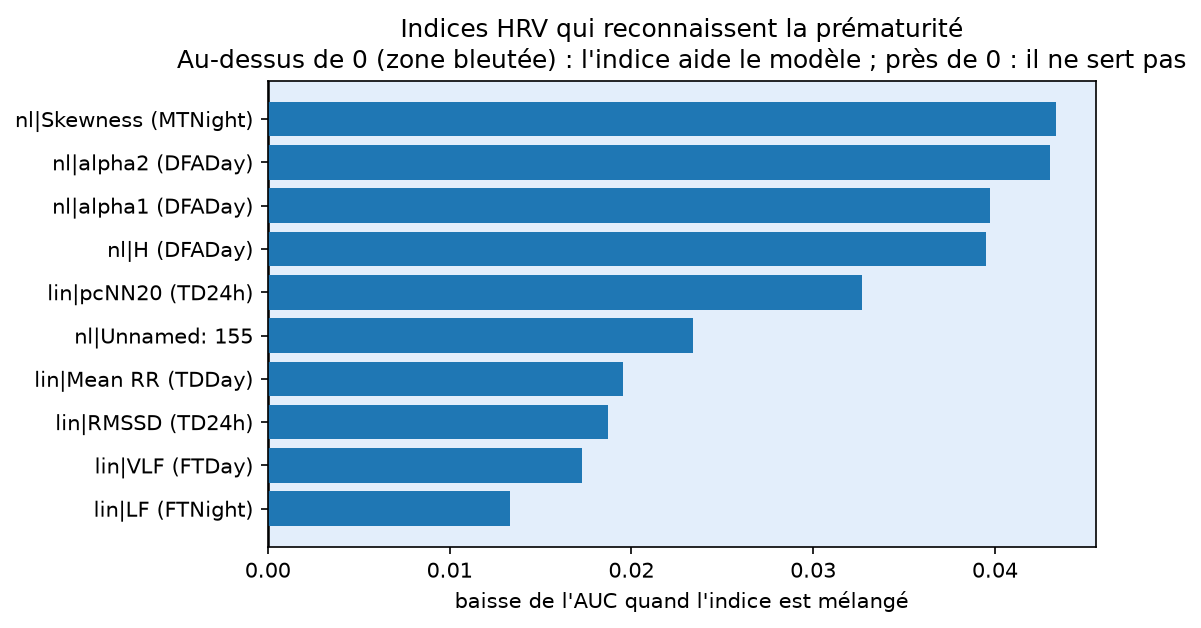 Indices HRV qui reconnaissent la prématurité
Au-dessus de 0 (zone bleutée) : l'indice aide le modèle ; près de 0 : il ne sert pas
nl|Skewness (MTNight)
nl|alpha2 (DFADay)
nl|alpha1 (DFADay)
nl|H (DFADay)
lin|pcNN20 (TD24h)
nl|Unnamed: 155
lin|Mean RR (TDDay)
lin|RMSSD (TD24h)
lin|VLF (FTDay)
lin|LF (FTNight)
0.00 0.01 0.02 0.03 0.04
baisse de l'AUC quand l'indice est mélangé